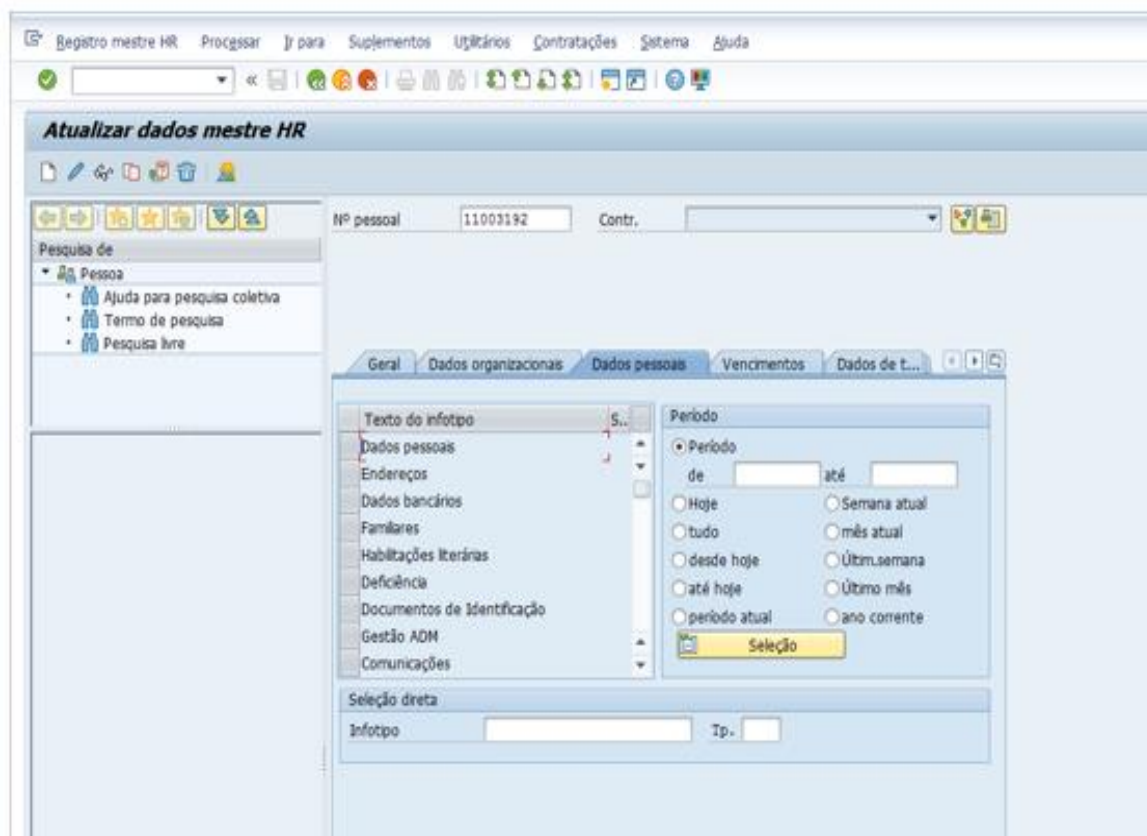 Registro mestre HR Processar Ir para Suplementos Utilitários Contratações Sistema Ajuda
Atualizar dados mestre HR
Nº pessoal 11003192 Contr.
Pesquisa de
Pessoa
Ajuda para pesquisa coletiva
Termo de pesquisa
Pesquisa livre
Geral Dados organizacionais Dados pessoais Vencimentos Dados de t...
Texto do infotipo S..
Dados pessoais
Endereços
Dados bancários
Familiares
Habilitações literárias
Deficiência
Documentos de Identificação
Gestão ADM
Comunicações
Período
Período
de até
Hoje Semana atual
tudo mês atual
desde hoje Últim.semana
até hoje Último mês
período atual ano corrente
Seleção
Seleção direta
Infotipo Tp.